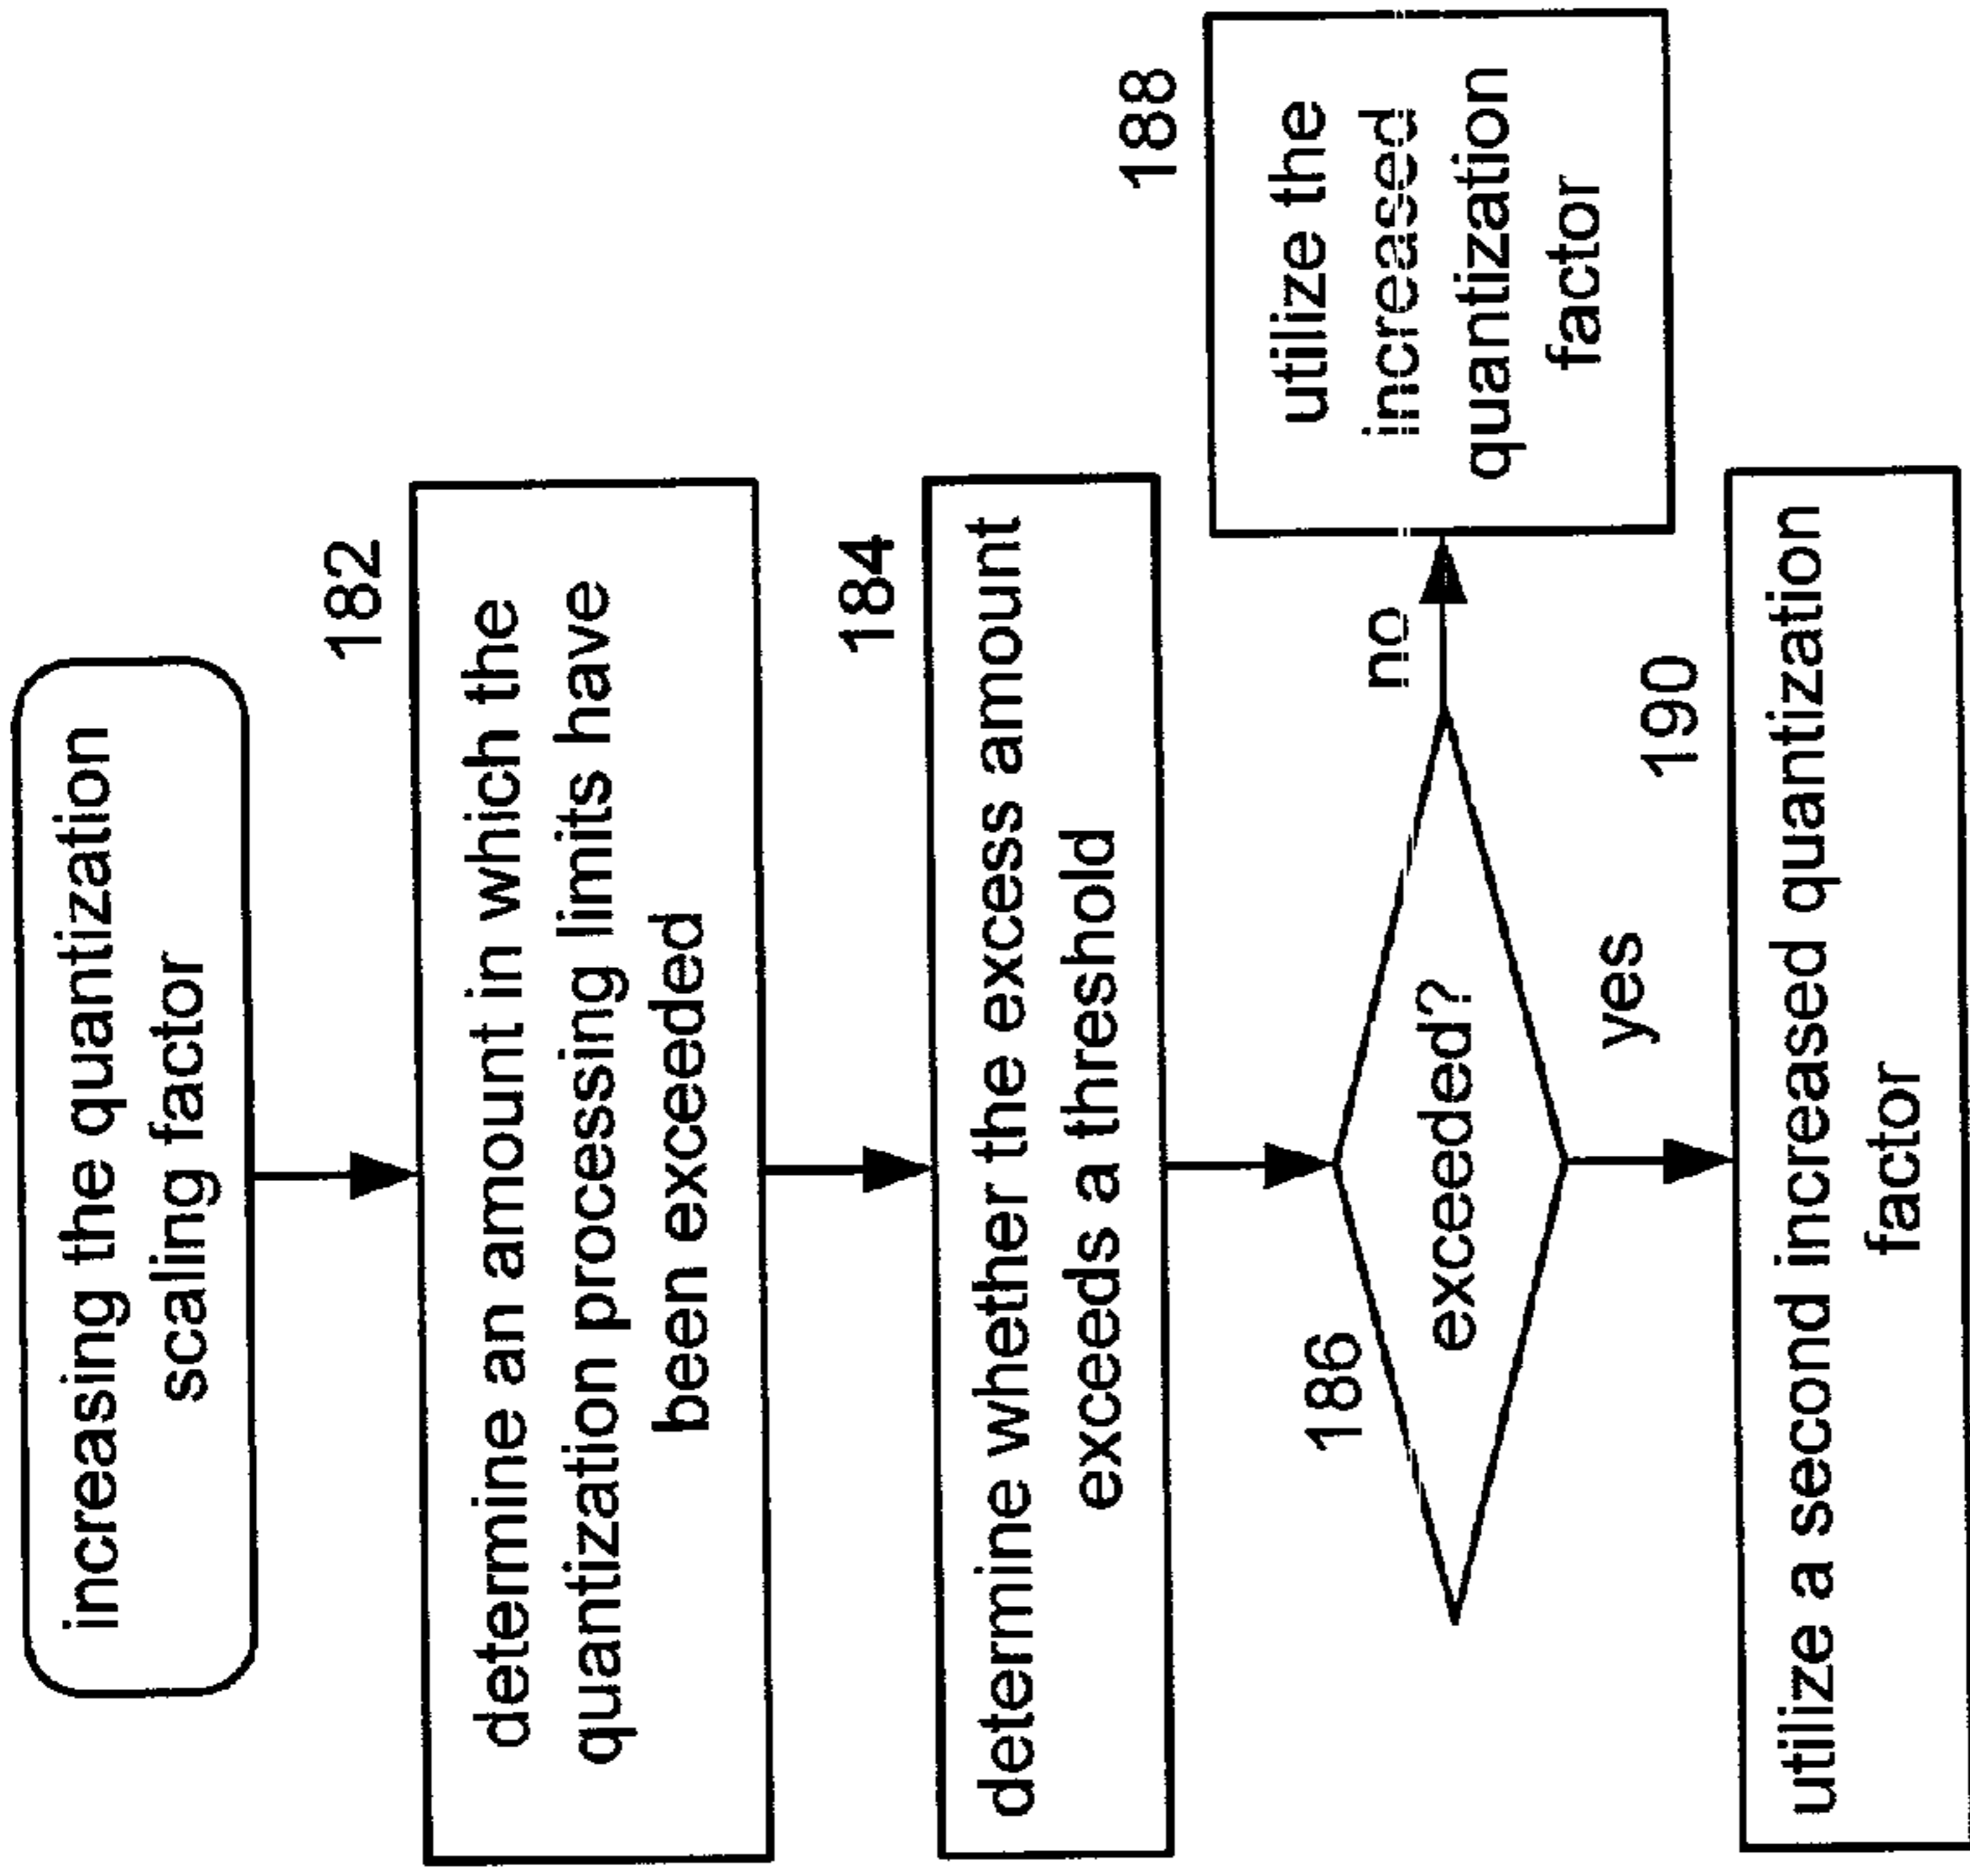 increasing the quantization
scaling factor
182
determine an amount in which the
quantization processing limits have
been exceeded
184
determine whether the excess amount
exceeds a threshold
186
exceeded?
no
188
utilize the
increased
quantization
factor
yes
190
utilize a second increased quantization
factor